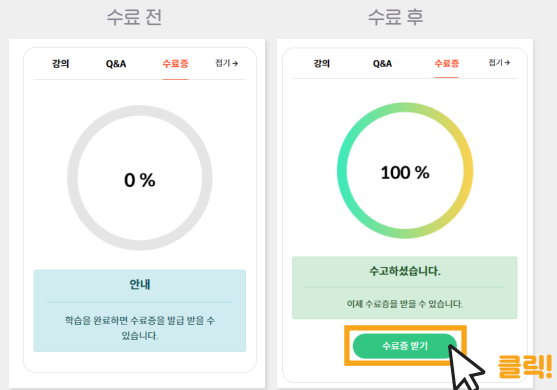 수료 전
강의 Q&A 수료증 접기 →
0 %
안내
학습을 완료하면 수료증을 발급 받을 수
있습니다.
수료 후
강의 Q&A 수료증 접기 →
100 %
수고하셨습니다.
이제 수료증을 받을 수 있습니다.
수료증 받기
클릭!